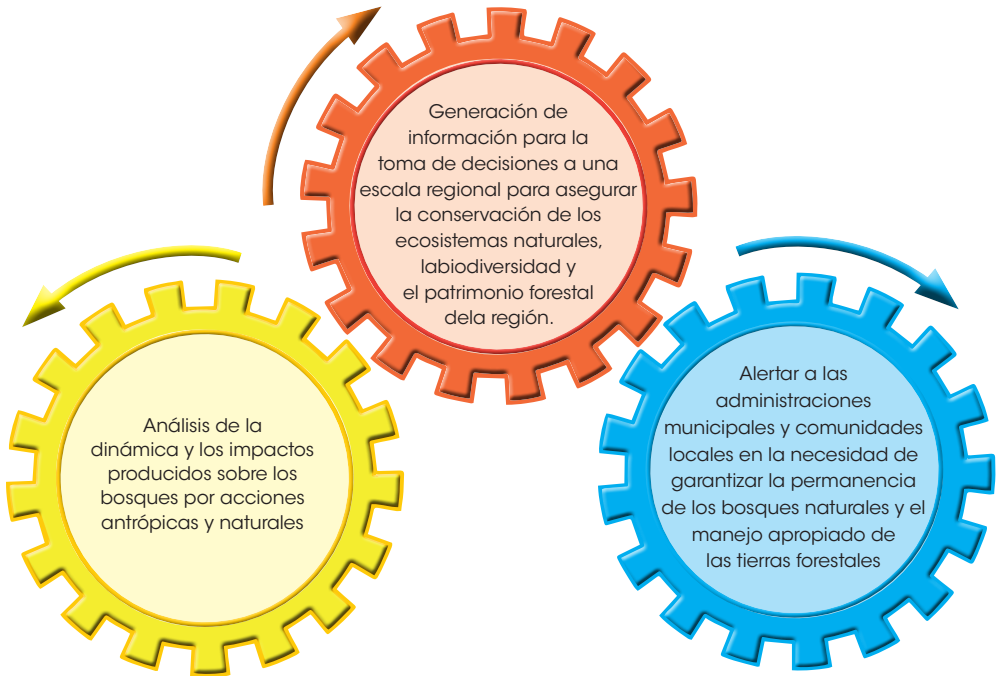 Generación de
información para la
toma de decisiones a una
escala regional para asegurar
la conservación de los
ecosistemas naturales,
labiodiversidad y
el patrimonio forestal
dela región.
Análisis de la
dinámica y los impactos
producidos sobre los
bosques por acciones
antrópicas y naturales
Alertar a las
administraciones
municipales y comunidades
locales en la necesidad de
garantizar la permanencia
de los bosques naturales y el
manejo apropiado de
las tierras forestales